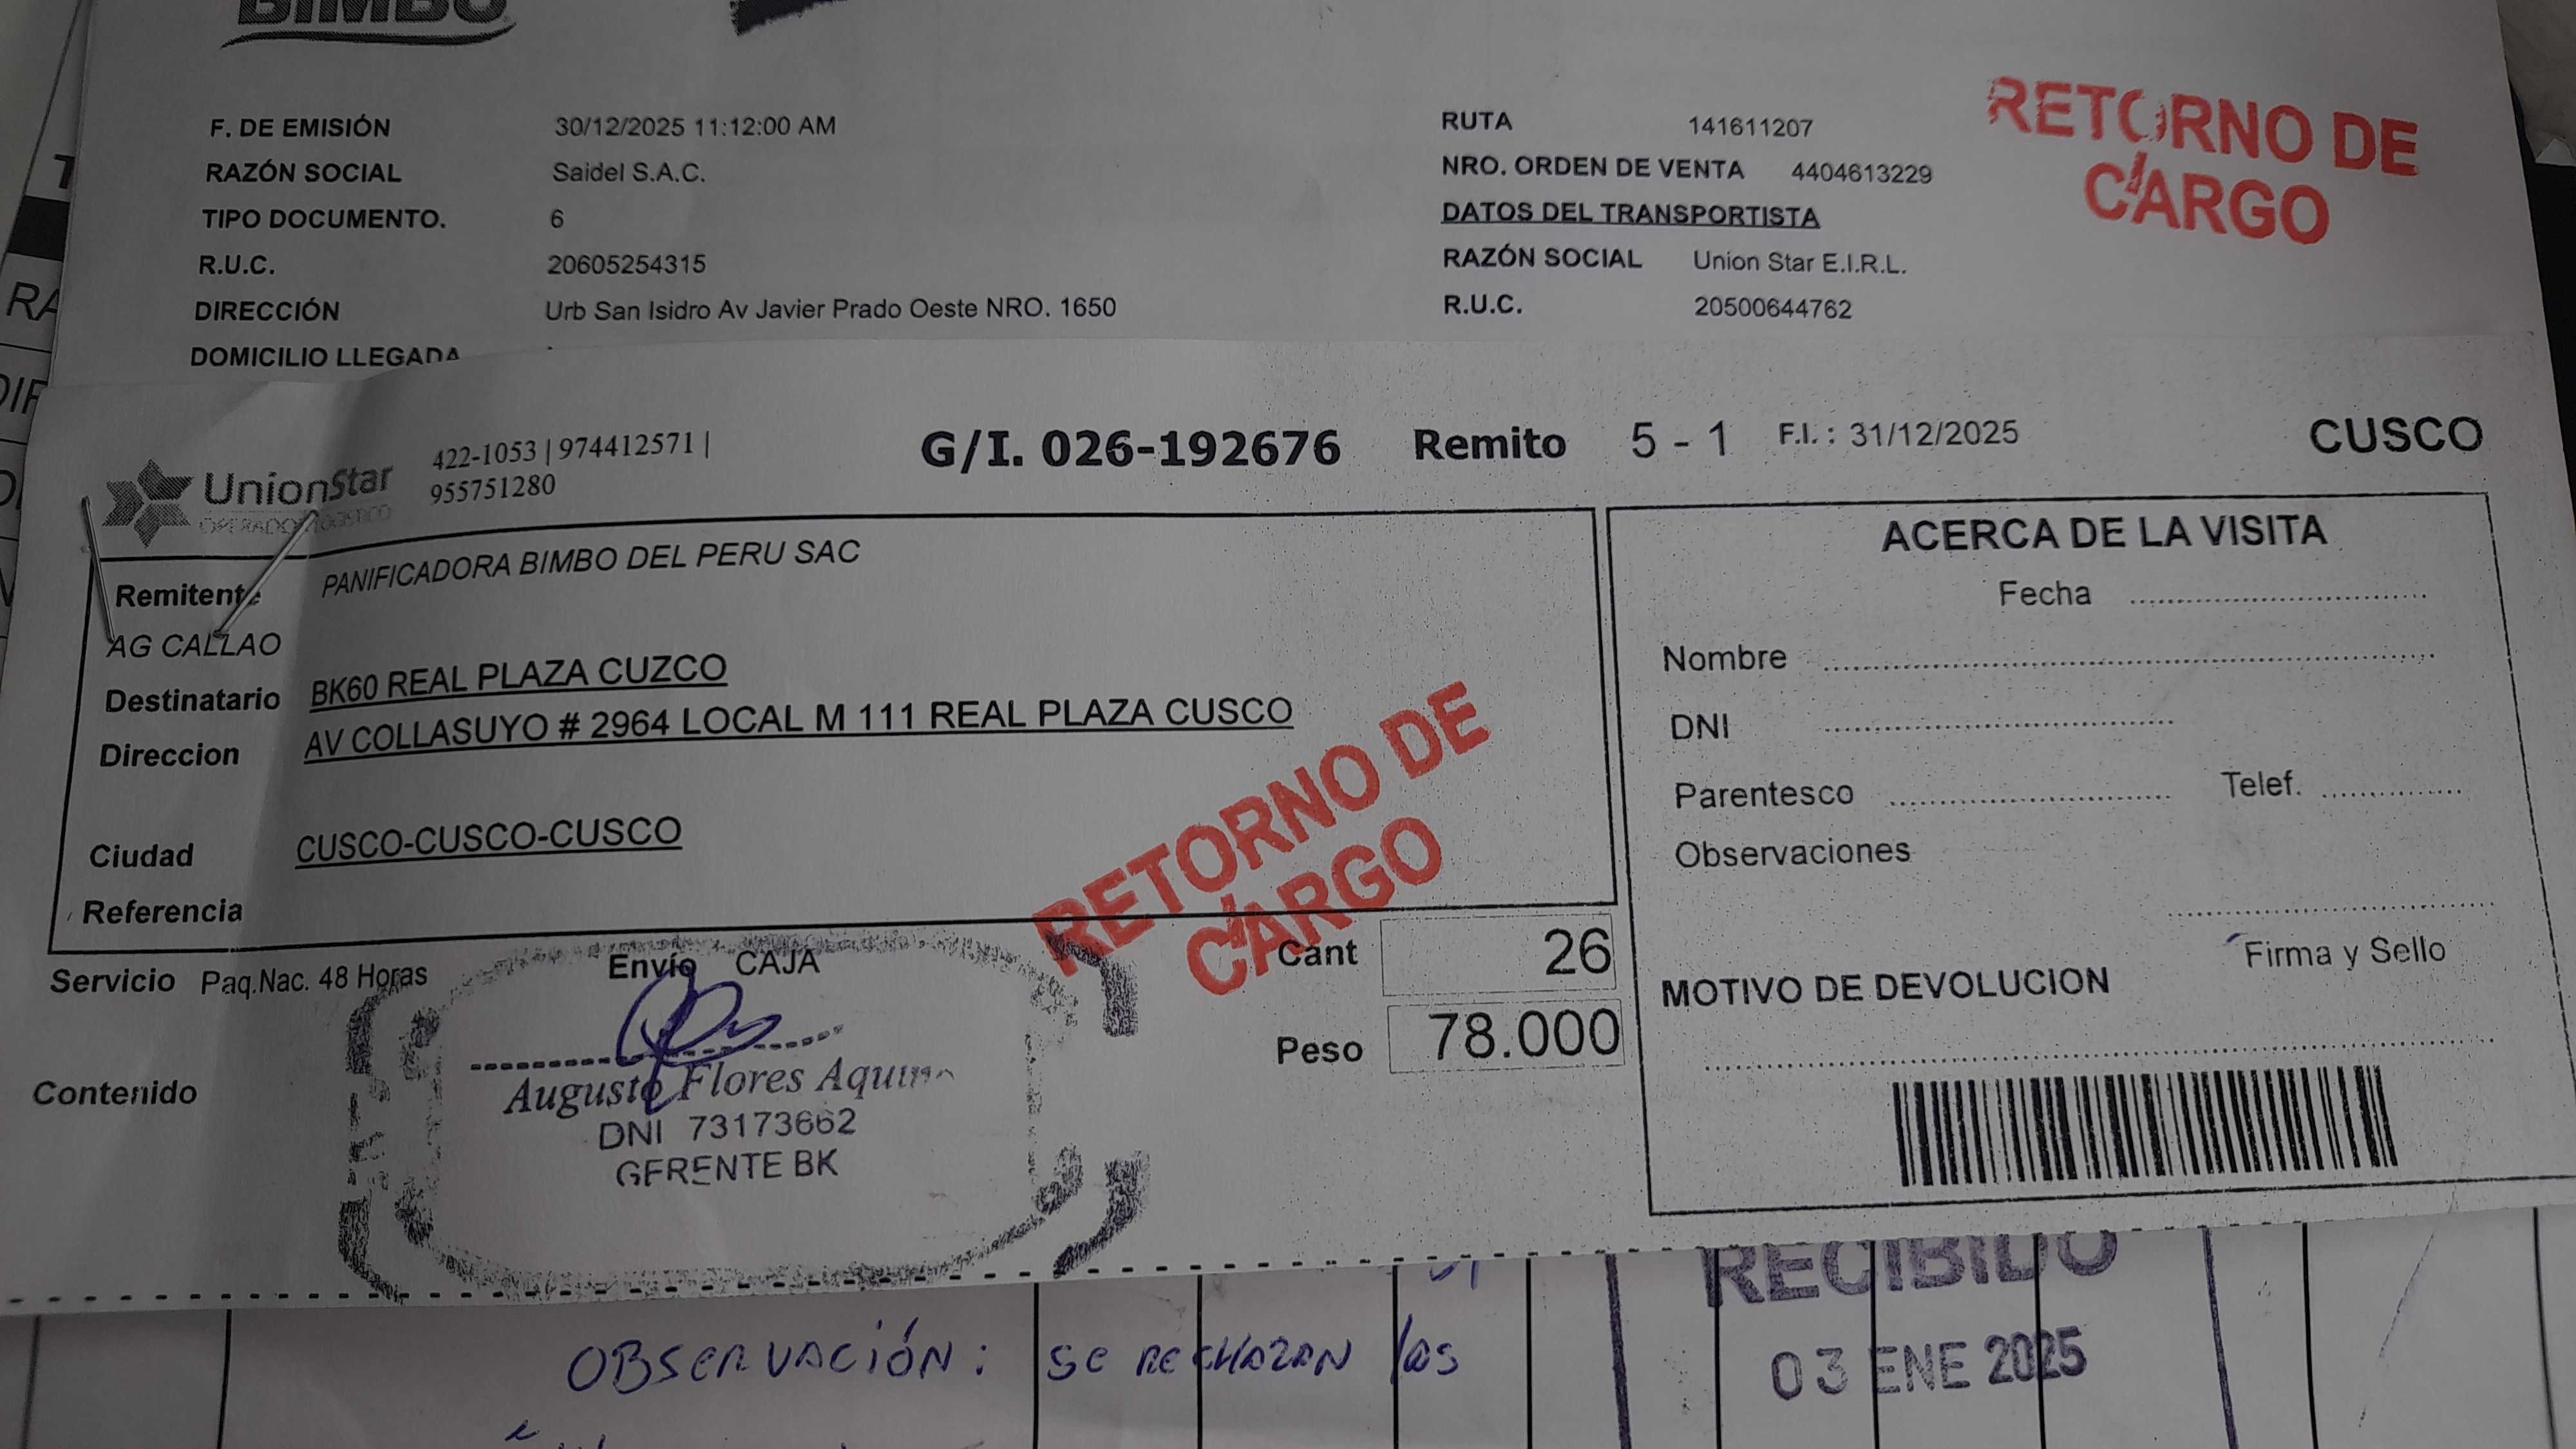 BIMBO
F. DE EMISIÓN 30/12/2025 11:12:00 AM
RAZÓN SOCIAL Saidel S.A.C.
TIPO DOCUMENTO. 6
R.U.C. 20605254315
DIRECCIÓN Urb San Isidro Av Javier Prado Oeste NRO. 1650
DOMICILIO LLEGADA
RUTA 141611207
NRO. ORDEN DE VENTA 4404613229
DATOS DEL TRANSPORTISTA
RAZÓN SOCIAL Union Star E.I.R.L.
R.U.C. 20500644762
RETORNO DE
CARGO
UnionStar
OPERADOR LOGISTICO
422-1053 | 974412571 |
955751280
G/I. 026-192676 Remito 5 - 1 F.I. : 31/12/2025 CUSCO
Remitente PANIFICADORA BIMBO DEL PERU SAC
AG CALLAO
Destinatario BK60 REAL PLAZA CUZCO
Direccion AV COLLASUYO # 2964 LOCAL M 111 REAL PLAZA CUSCO
Ciudad CUSCO-CUSCO-CUSCO
Referencia
RETORNO DE
CARGO
Servicio Paq.Nac. 48 Horas Envío CAJA Cant 26
Peso 78.000
Contenido
Augusto Flores
DNI 73173662
GERENTE BK
ACERCA DE LA VISITA
Fecha
Nombre
DNI
Parentesco Telef.
Observaciones
Firma y Sello
MOTIVO DE DEVOLUCION
RECIBIDO
03 ENE 2025
OBSERVACIÓN: SE RECHAZAN LOS